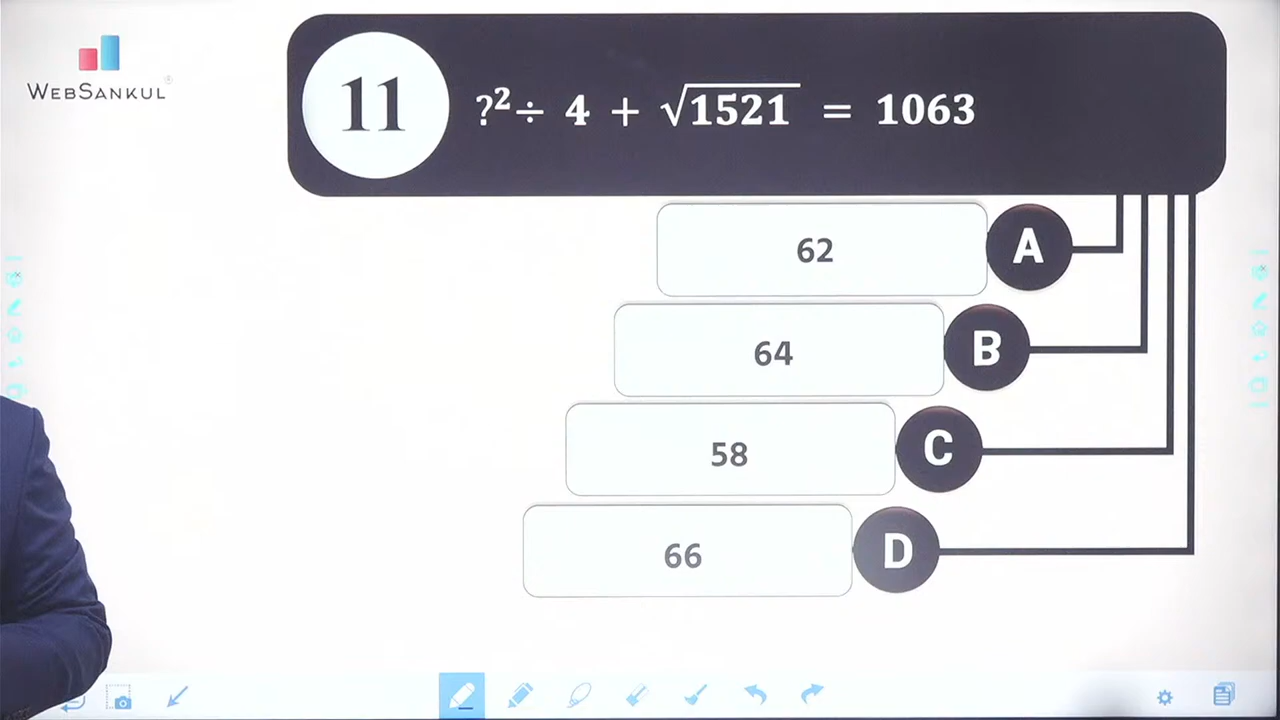 WEBSANKUL
11
?² ÷ 4 + √1521 = 1063
62 A
64 B
58 C
66 D